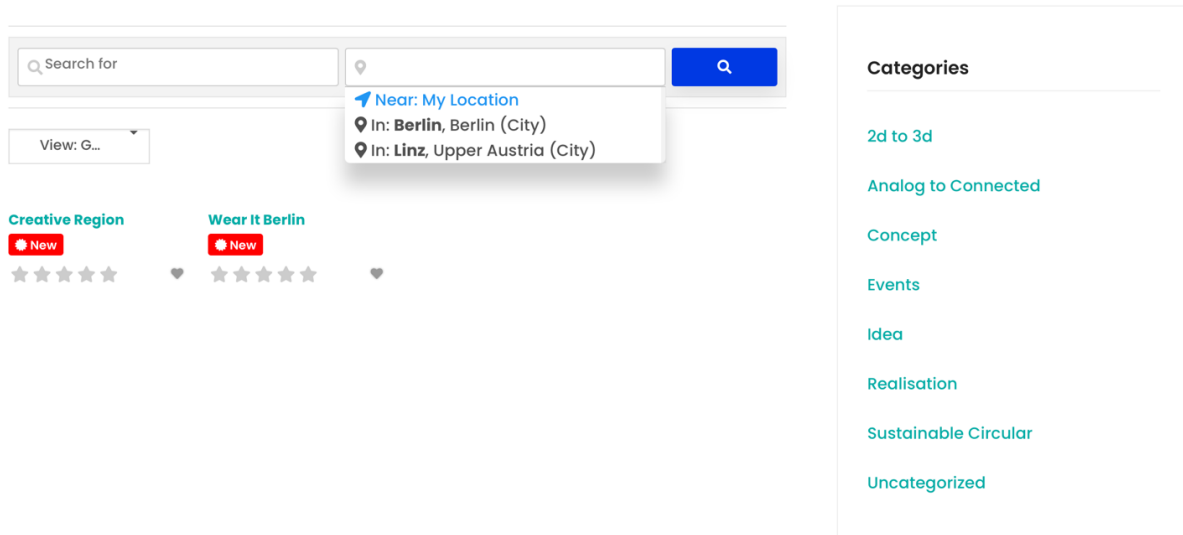 Search for
Near: My Location
In: Berlin, Berlin (City)
In: Linz, Upper Austria (City)
View: G...
Creative Region
New
Wear It Berlin
New
Categories
2d to 3d
Analog to Connected
Concept
Events
Idea
Realisation
Sustainable Circular
Uncategorized